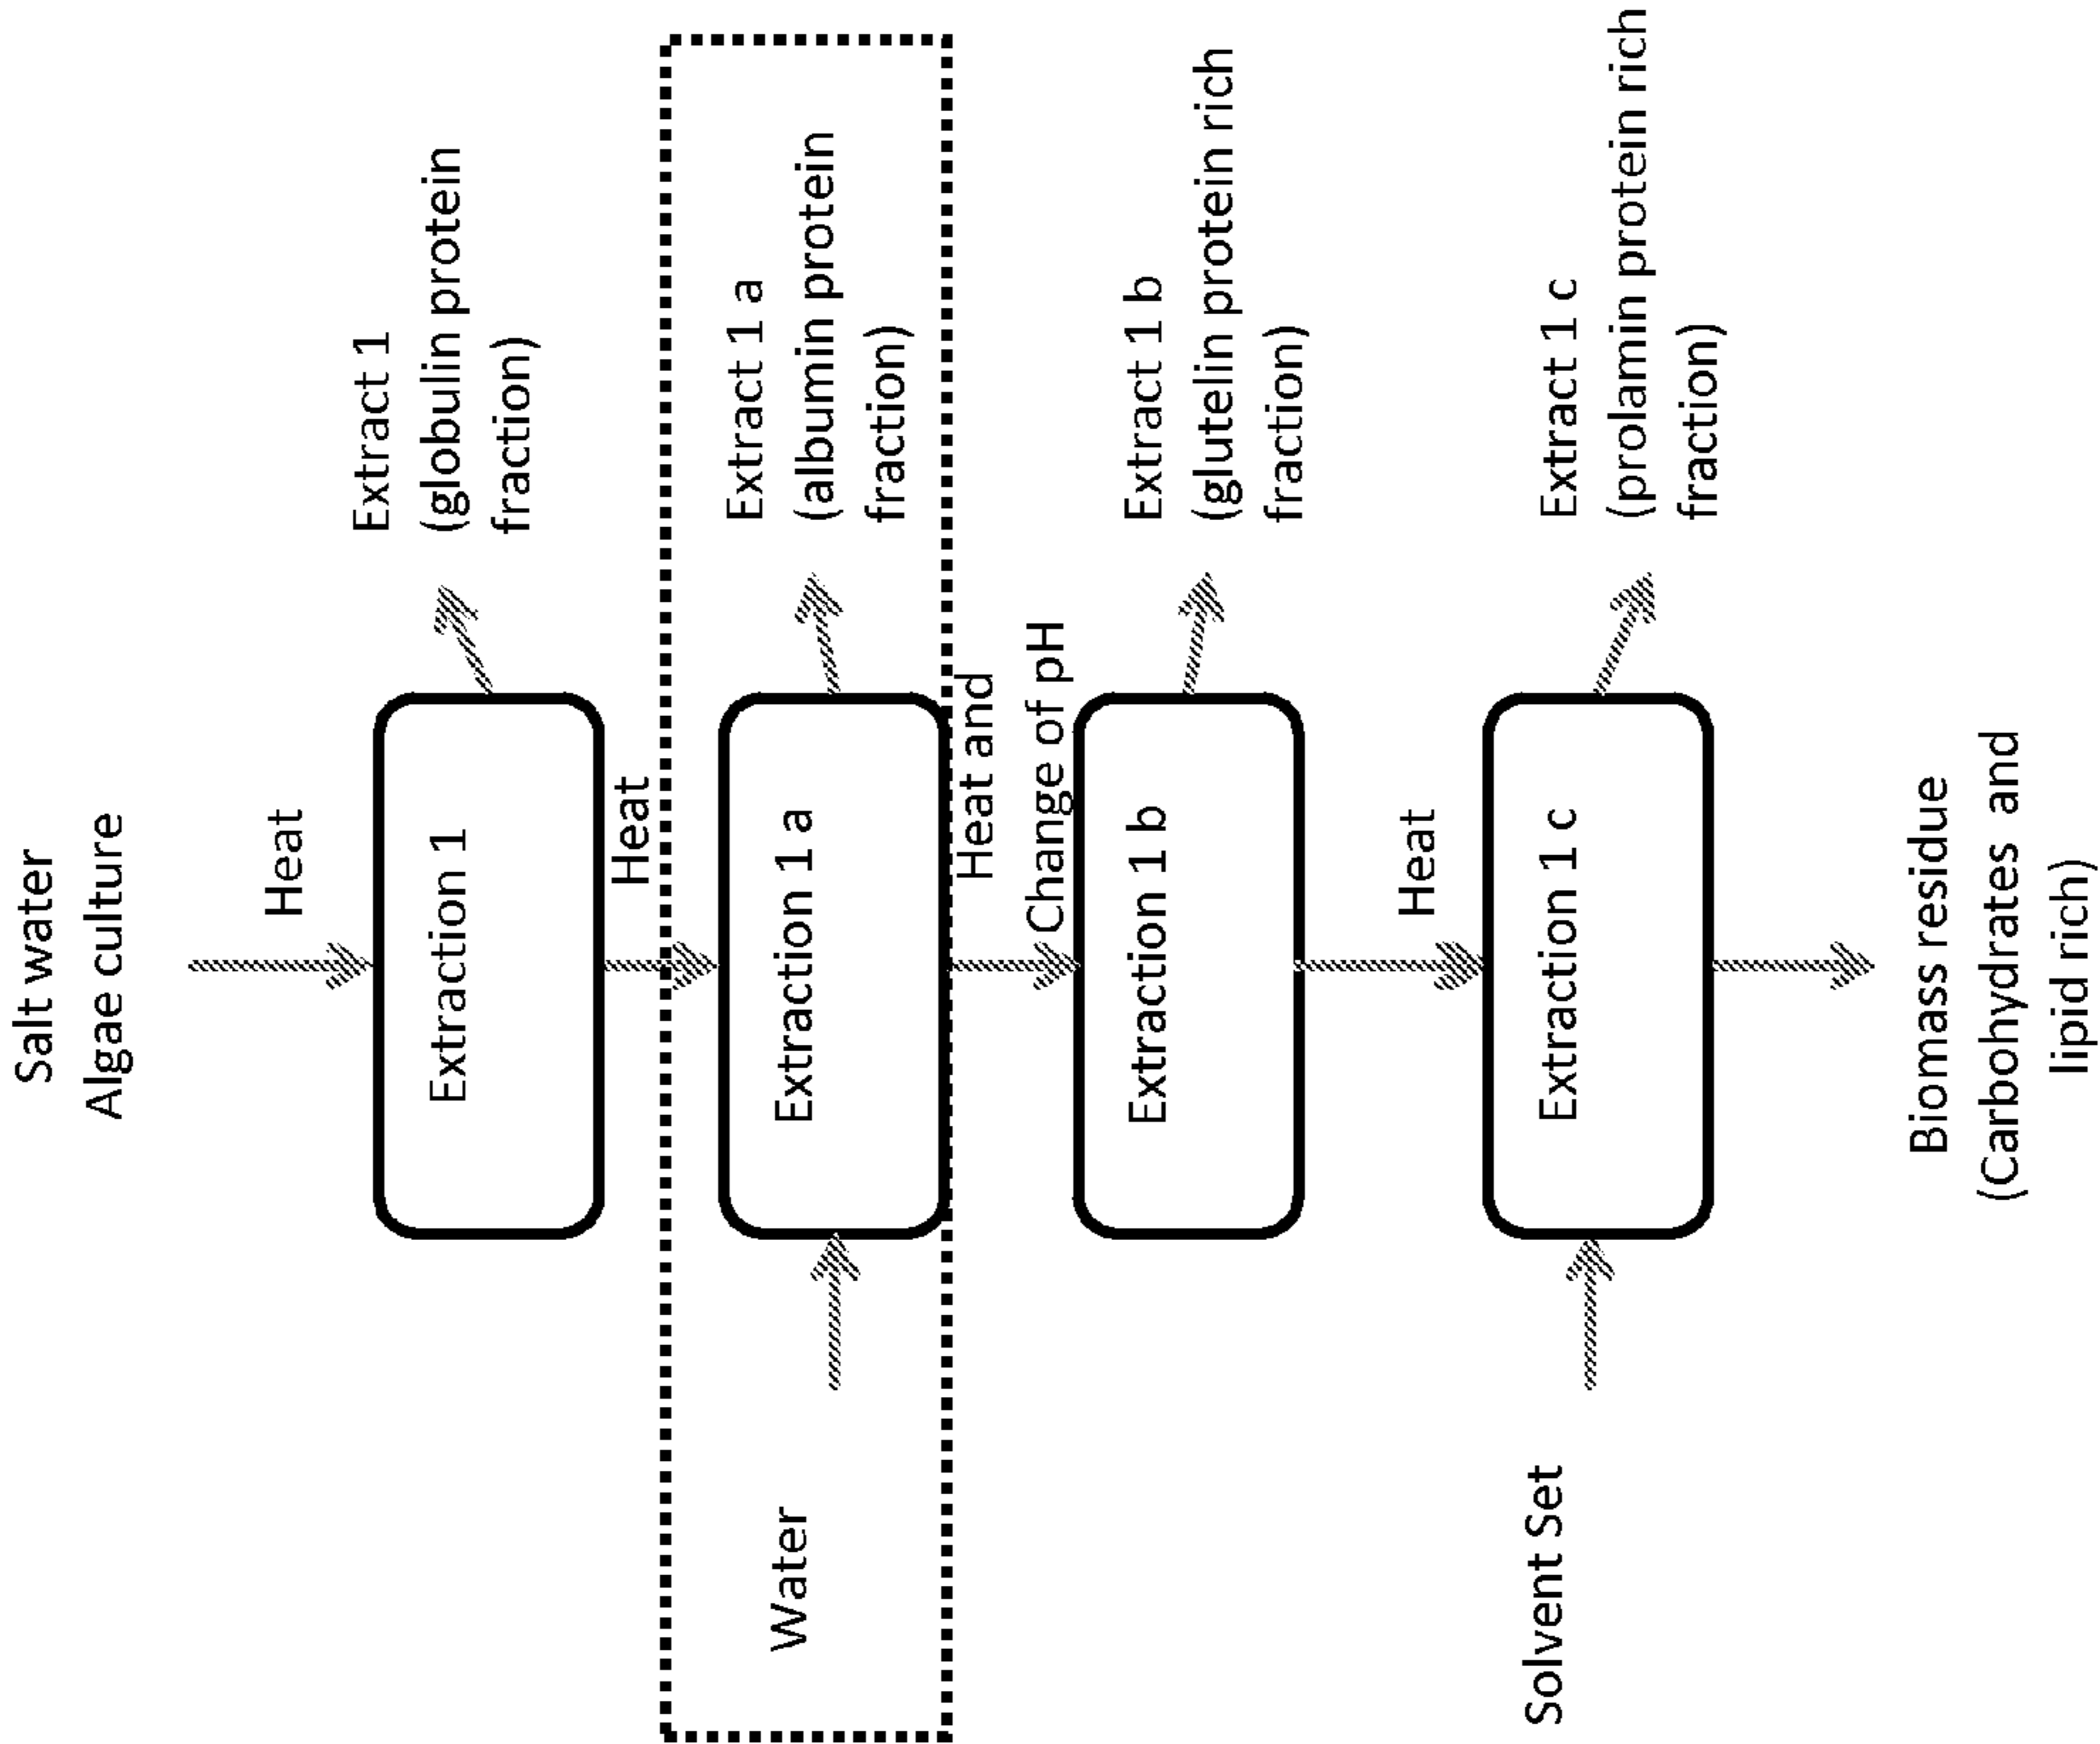 Salt water
Algae culture
Heat
Extraction 1
Extract 1
(globulin protein
fraction)
Heat
Water
Extraction 1 a
Extract 1 a
(albumin protein
fraction)
Heat and
Change of pH
Extraction 1 b
Extract 1 b
(glutelin protein rich
fraction)
Heat
Solvent Set
Extraction 1 c
Extract 1 c
(prolamin protein rich
fraction)
Biomass residue
(Carbohydrates and
lipid rich)